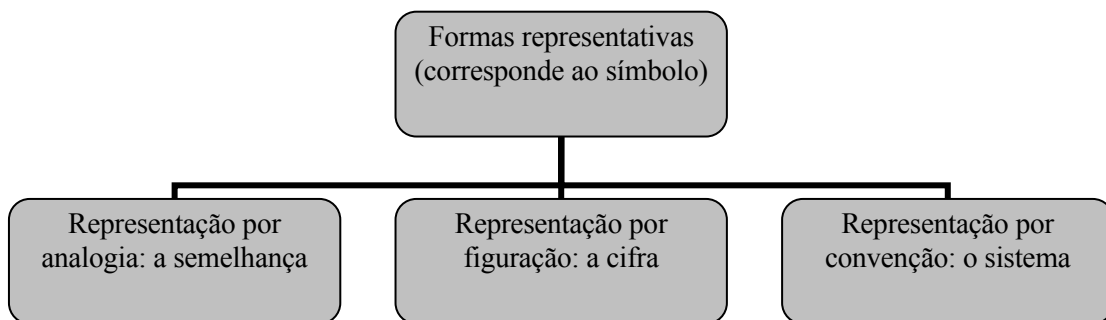 Formas representativas
(corresponde ao símbolo)
Representação por
analogia: a semelhança
Representação por
figuração: a cifra
Representação por
convenção: o sistema